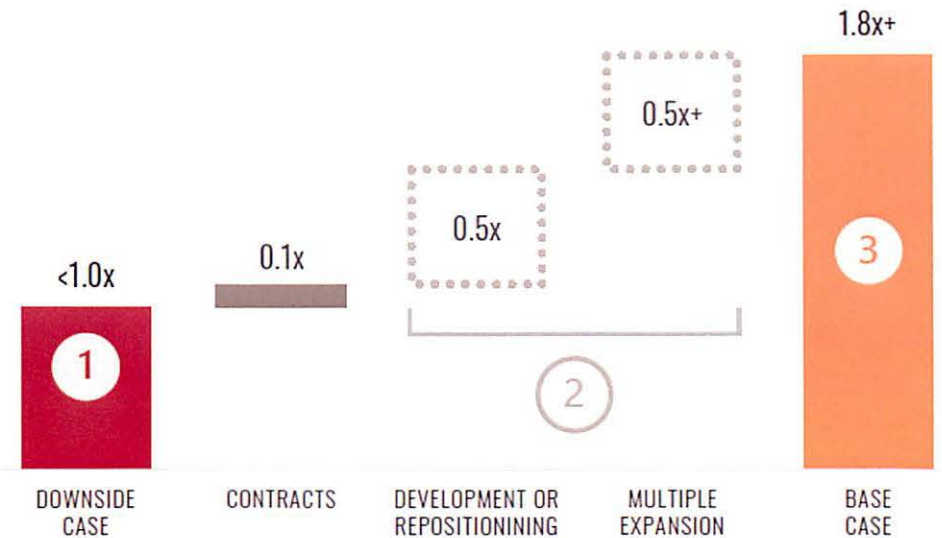 1.8x+
0.5x+
0.5x
0.1x
<1.0x
3
1
2
DOWNSIDE
CASE
CONTRACTS
DEVELOPMENT OR
REPOSITIONINING
MULTIPLE
EXPANSION
BASE
CASE